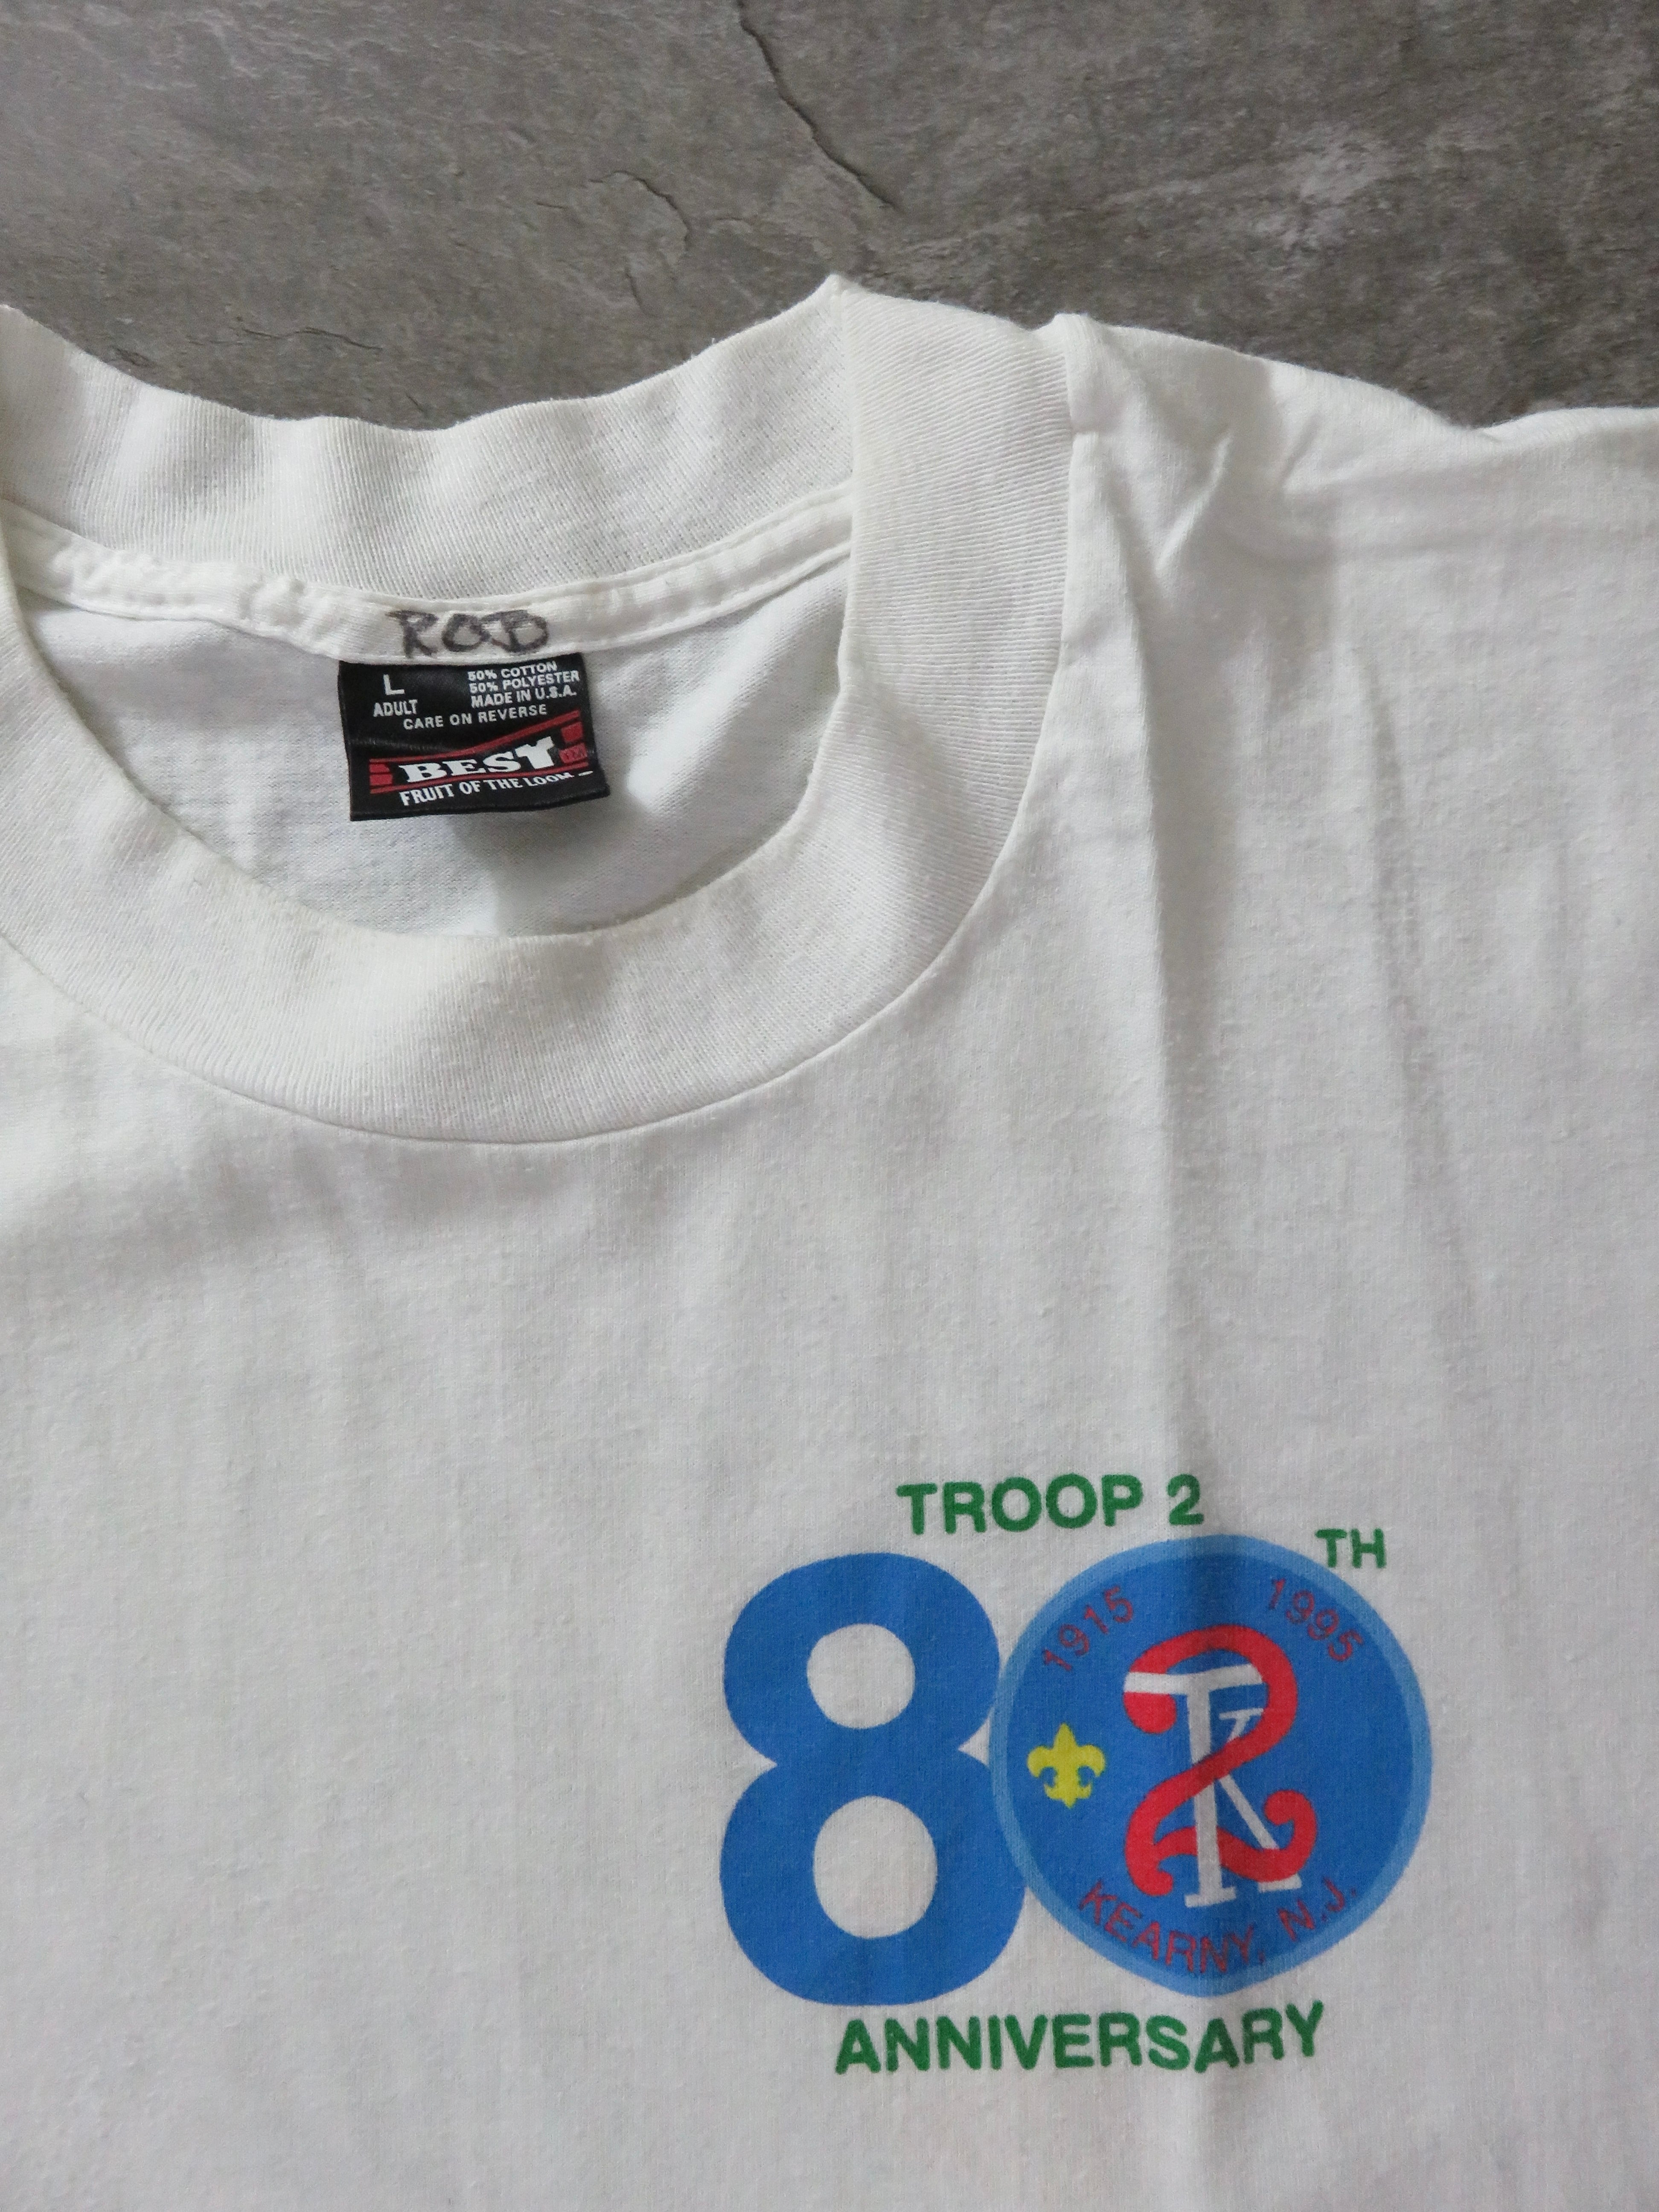 ROD
L
ADULT
50% COTTON
50% POLYESTER
MADE IN U.S.A.
CARE ON REVERSE
BEST
FRUIT OF THE LOOM
TROOP 2
80
TH
1915
1995
2
K
KEARNY, N.J.
ANNIVERSARY